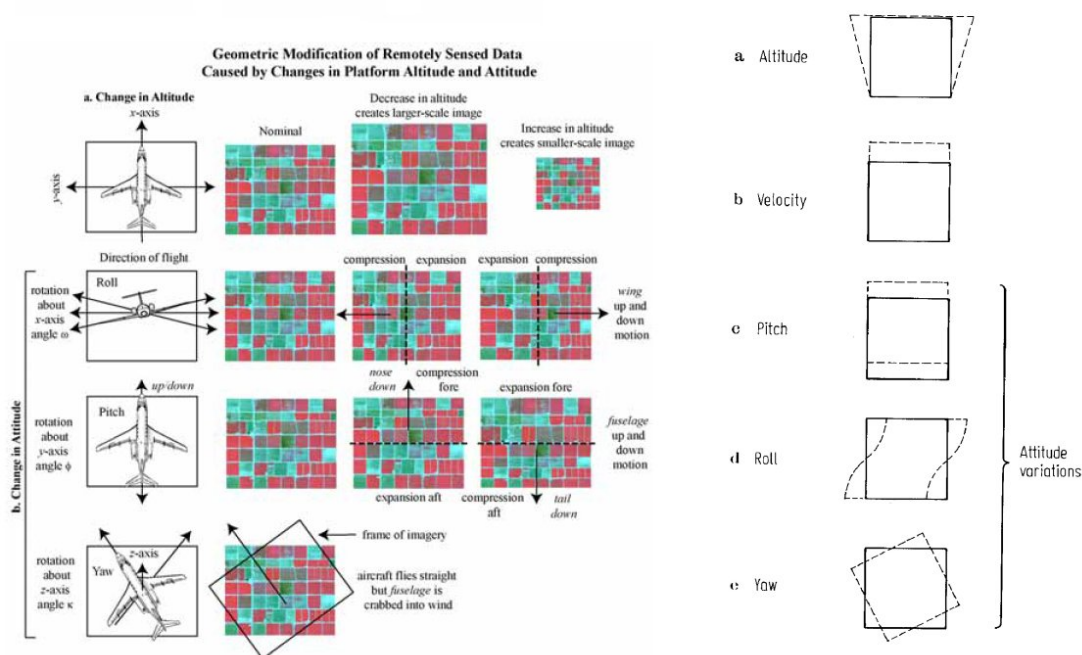 Geometric Modification of Remotely Sensed Data
Caused by Changes in Platform Altitude and Attitude
a. Change in Altitude
x-axis
y-axis
Nominal
Decrease in altitude
creates larger-scale image
Increase in altitude
creates smaller-scale image
b. Change in Attitude
Direction of flight
Roll
rotation
about
x-axis
angle ω
compression
expansion
expansion
compression
wing
up and
down
motion
up/down
Pitch
rotation
about
y-axis
angle ϕ
nose
down
compression
fore
expansion fore
fuselage
up and
down
motion
expansion aft
compression
aft
tail
down
z-axis
Yaw
rotation
about
z-axis
angle κ
frame of imagery
aircraft flies straight
but fuselage is
crabbed into wind
a Altitude
b Velocity
c Pitch
d Roll
e Yaw
Attitude
variations